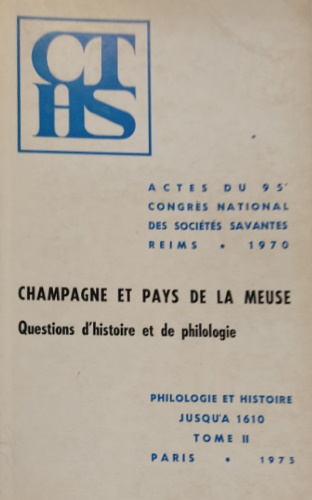 CT
HS
ACTES DU 95e
CONGRÈS NATIONAL
DES SOCIÉTÉS SAVANTES
REIMS • 1970
CHAMPAGNE ET PAYS DE LA MEUSE
Questions d'histoire et de philologie
PHILOLOGIE ET HISTOIRE
JUSQU'A 1610
TOME II
PARIS • 1975